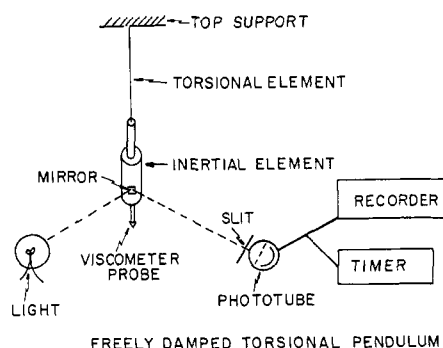 TOP SUPPORT
TORSIONAL ELEMENT
INERTIAL ELEMENT
MIRROR
SLIT
RECORDER
VISCOMETER
PROBE
TIMER
LIGHT
PHOTOTUBE
FREELY DAMPED TORSIONAL PENDULUM